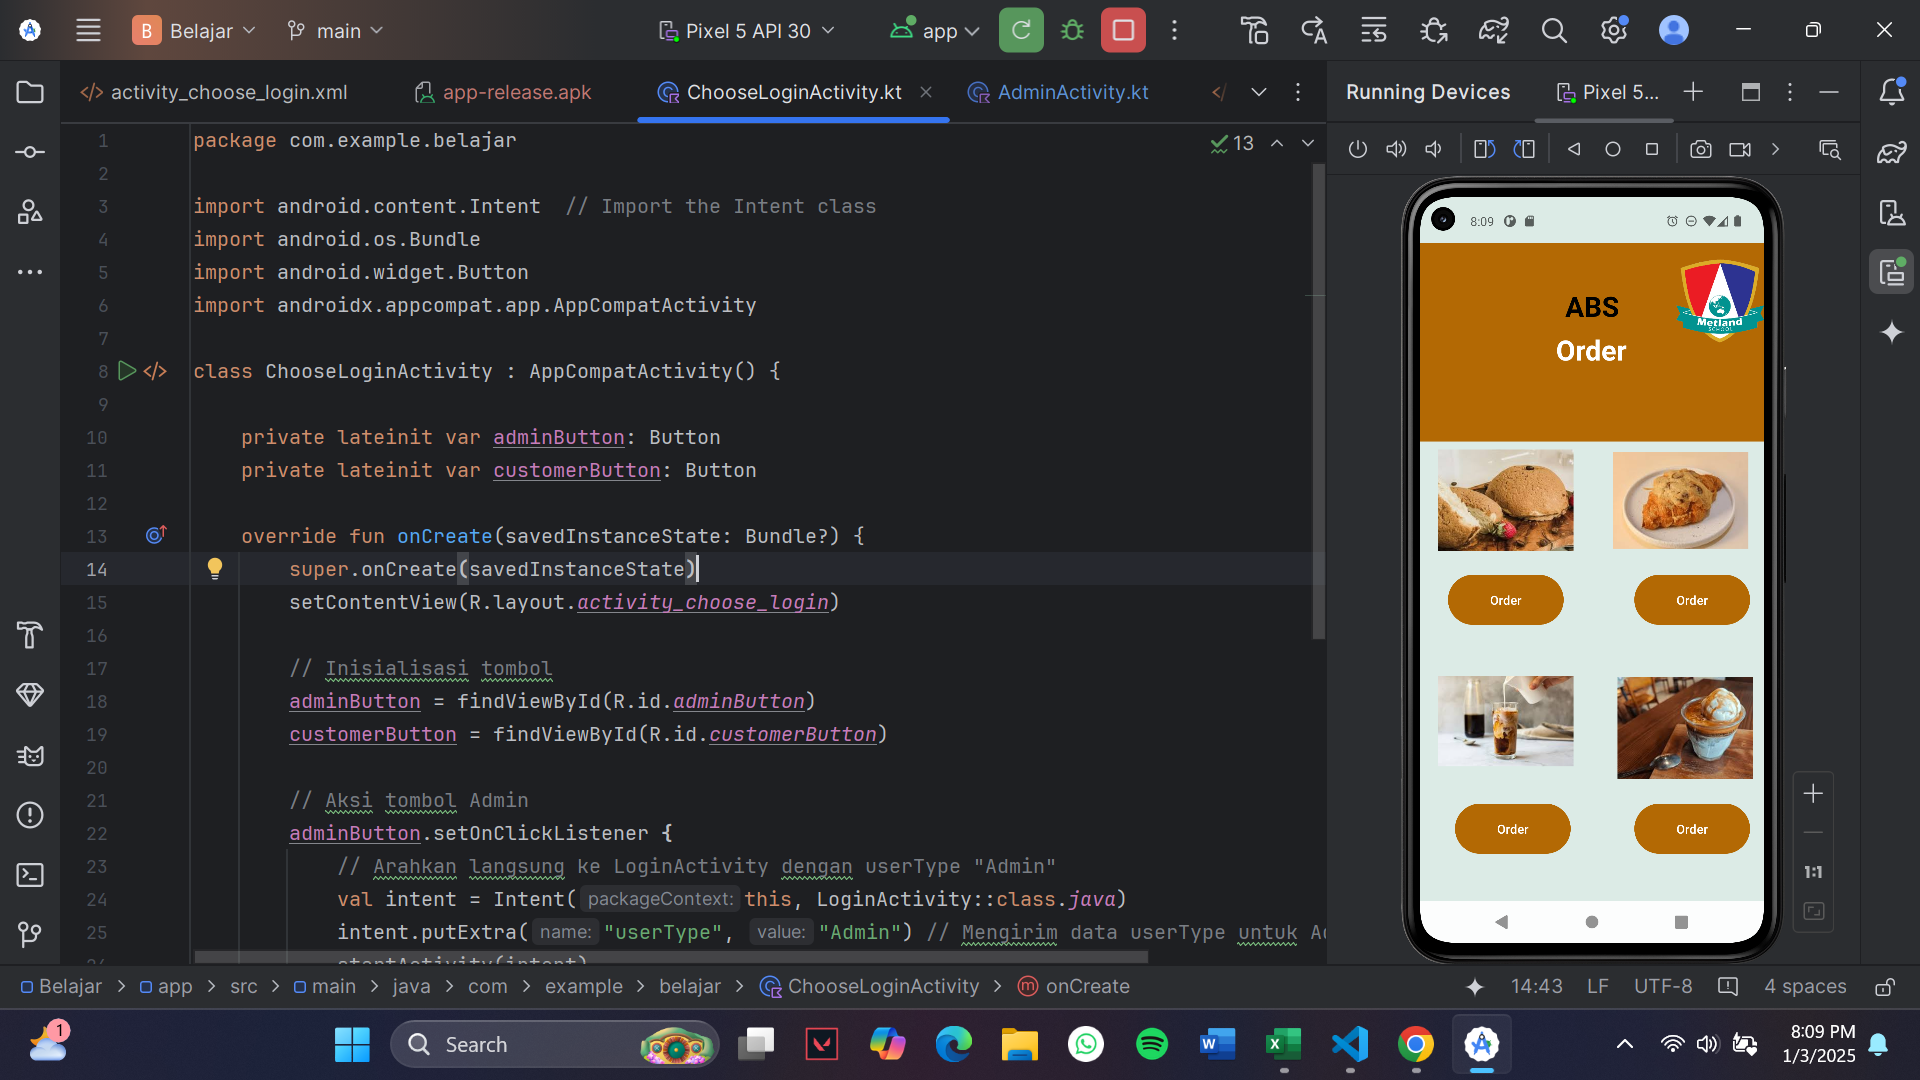 B Belajar
main
Pixel 5 API 30
app
activity_choose_login.xml
app-release.apk
ChooseLoginActivity.kt
AdminActivity.kt
Running Devices
Pixel 5...
13
1 package com.example.belajar
2
3 import android.content.Intent  // Import the Intent class
4 import android.os.Bundle
5 import android.widget.Button
6 import androidx.appcompat.app.AppCompatActivity
7
8 class ChooseLoginActivity : AppCompatActivity() {
9
10 private lateinit var adminButton: Button
11 private lateinit var customerButton: Button
12
13 override fun onCreate(savedInstanceState: Bundle?) {
14 super.onCreate(savedInstanceState)
15 setContentView(R.layout.activity_choose_login)
16
17 // Inisialisasi tombol
18 adminButton = findViewById(R.id.adminButton)
19 customerButton = findViewById(R.id.customerButton)
20
21 // Aksi tombol Admin
22 adminButton.setOnClickListener {
23 // Arahkan langsung ke LoginActivity dengan userType "Admin"
24 val intent = Intent( packageContext: this, LoginActivity::class.java)
25 intent.putExtra( name: "userType", value: "Admin") // Mengirim data userType untuk Ad
26 startActivity(intent)
8:09
ABS
Order
Metland
SCHOOL
Order
Order
Order
Order
1:1
Belajar > app > src > main > java > com > example > belajar > ChooseLoginActivity > onCreate
14:43
LF
UTF-8
4 spaces
1
Search
8:09 PM
1/3/2025